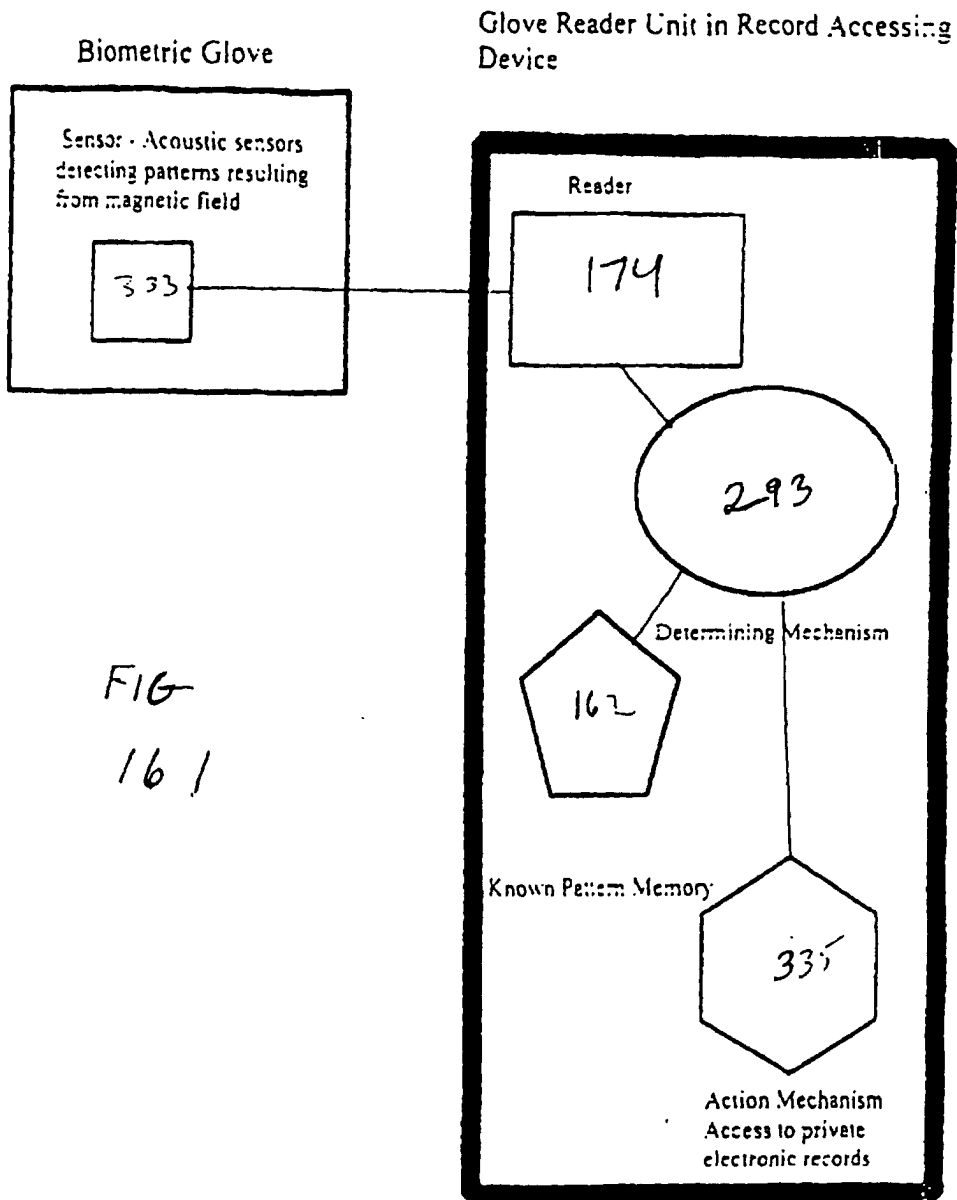 Biometric Glove
Glove Reader Unit in Record Accessing
Device
Sensor - Acoustic sensors
detecting patterns resulting
from magnetic field
333
Reader
174
293
Determining Mechanism
162
FIG
161
Known Pattern Memory
335
Action Mechanism
Access to private
electronic records